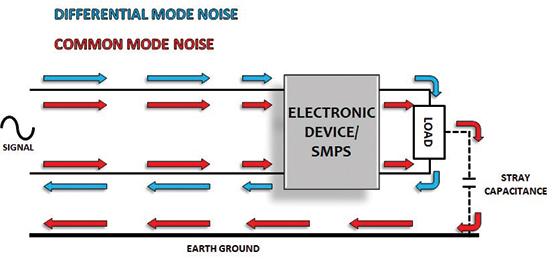 DIFFERENTIAL MODE NOISE
COMMON MODE NOISE
SIGNAL
ELECTRONIC
DEVICE/
SMPS
LOAD
STRAY
CAPACITANCE
EARTH GROUND